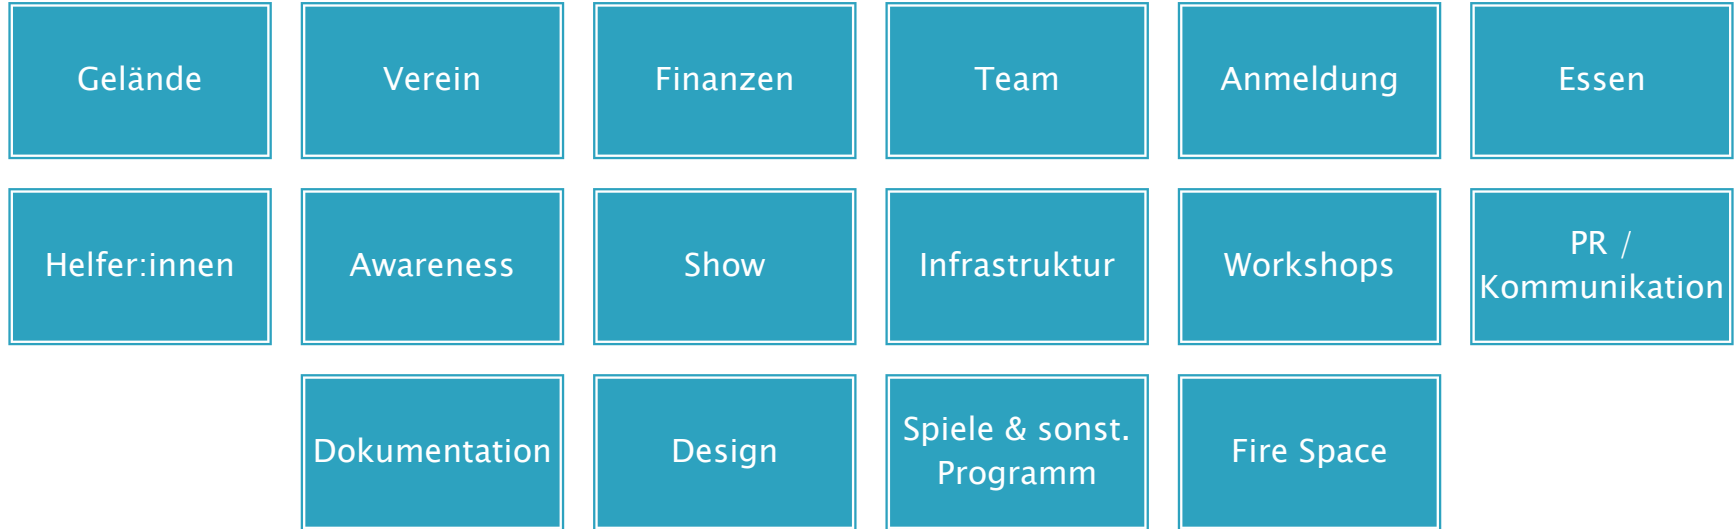 Gelände
Verein
Finanzen
Team
Anmeldung
Essen
Helfer:innen
Awareness
Show
Infrastruktur
Workshops
PR /
Kommunikation
Dokumentation
Design
Spiele & sonst.
Programm
Fire Space